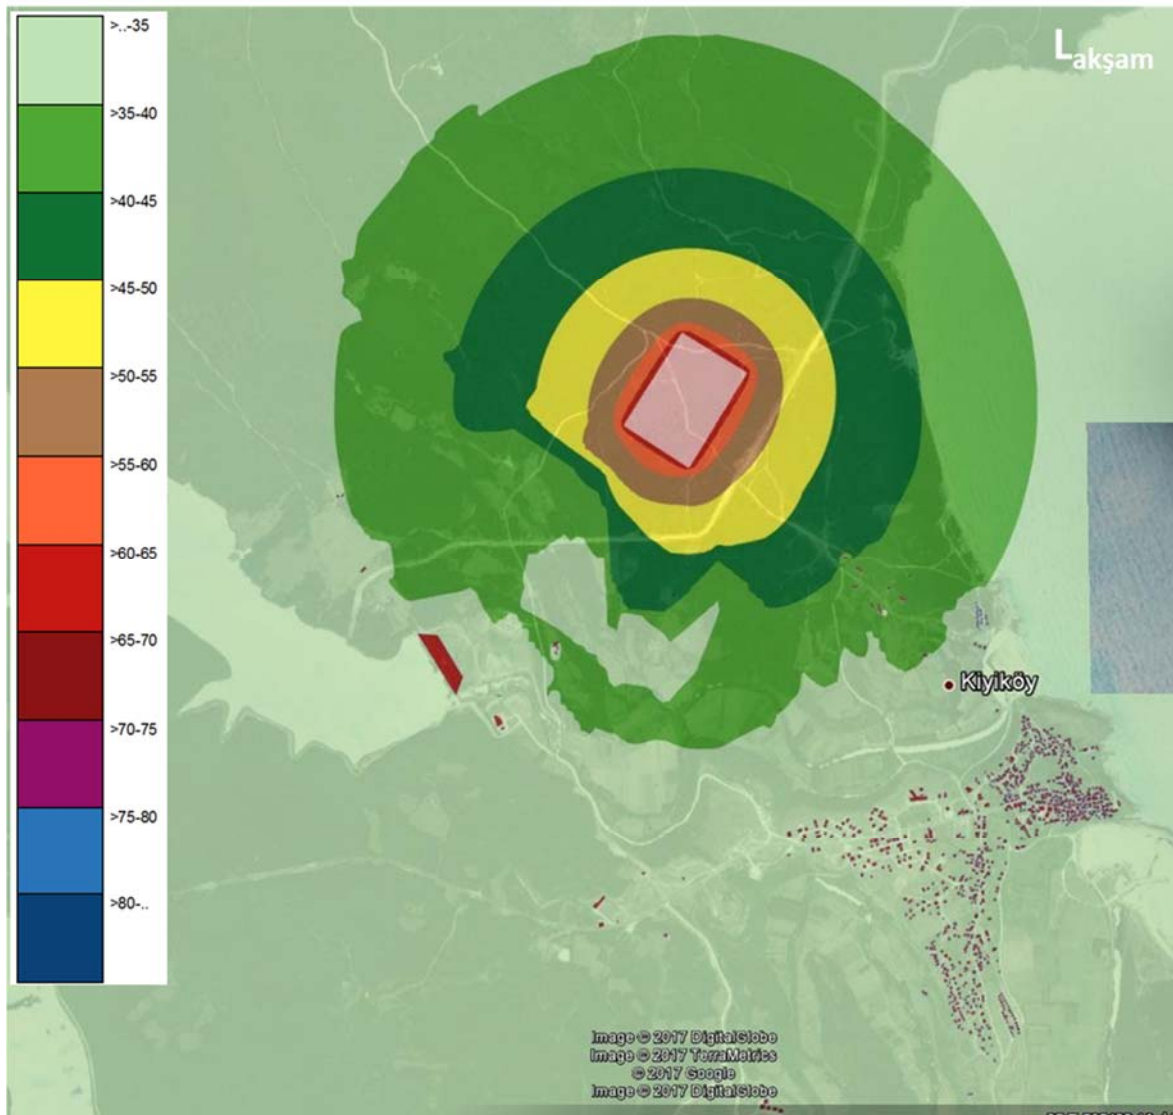 >..-35
>35-40
>40-45
>45-50
>50-55
>55-60
>60-65
>65-70
>70-75
>75-80
>80-..
Lakşam
Kiyiköy
Image © 2017 DigitalGlobe
Image © 2017 TerraMetrics
© 2017 Google
Image © 2017 DigitalGlobe